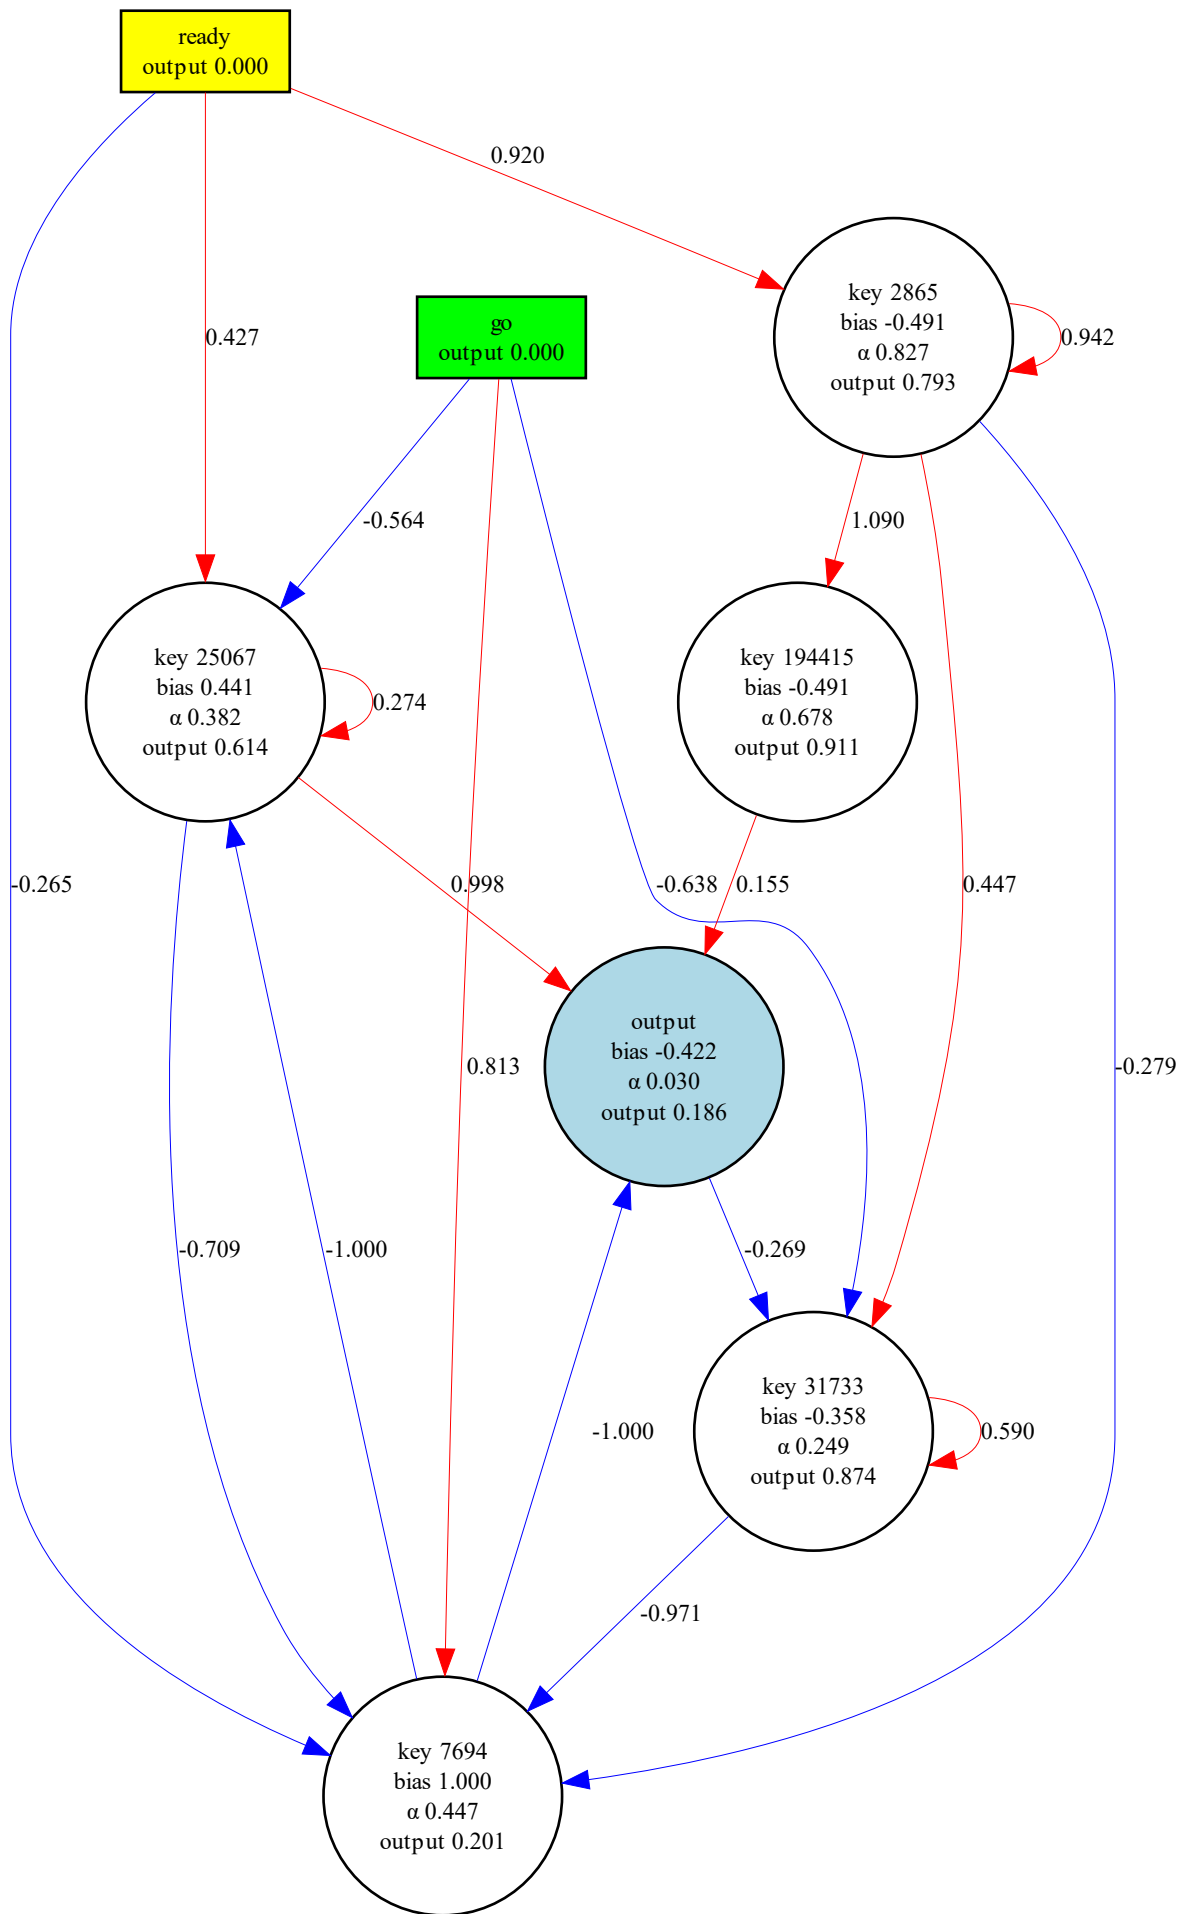 ready
output 0.000
0.920
key 2865
bias -0.491
α 0.827
output 0.793
0.942
go
output 0.000
0.427
-0.564
1.090
key 25067
bias 0.441
α 0.382
output 0.614
0.274
key 194415
bias -0.491
α 0.678
output 0.911
-0.265
0.998
-0.638
0.155
0.447
output
bias -0.422
α 0.030
output 0.186
0.813
-0.279
-0.709
-1.000
-0.269
key 31733
bias -0.358
α 0.249
output 0.874
-1.000
0.590
-0.971
key 7694
bias 1.000
α 0.447
output 0.201